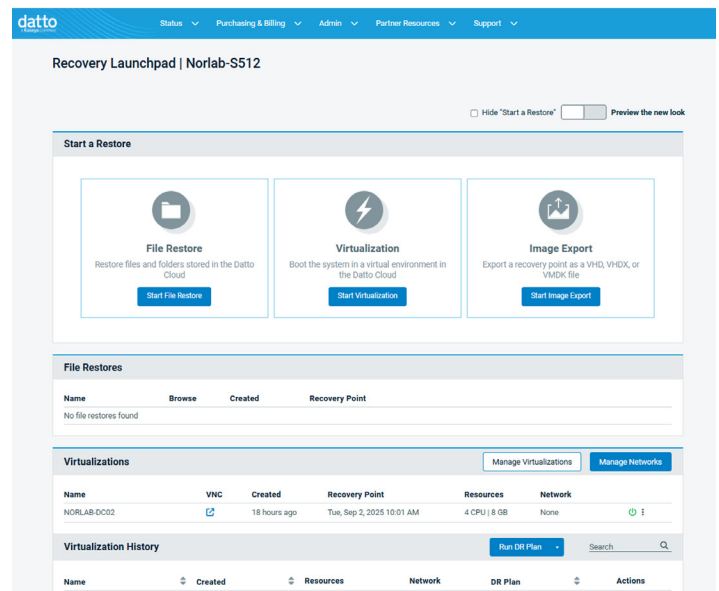 datto
a Kaseya COMPANY
Status
Purchasing & Billing
Admin
Partner Resources
Support
Recovery Launchpad | Norlab-S512
Hide "Start a Restore"
Preview the new look
Start a Restore
File Restore
Restore files and folders stored in the Datto
Cloud
Start File Restore
Virtualization
Boot the system in a virtual environment in
the Datto Cloud
Start Virtualization
Image Export
Export a recovery point as a VHD, VHDX, or
VMDK file
Start Image Export
File Restores
Name Browse Created Recovery Point
No file restores found
Virtualizations
Manage Virtualizations
Manage Networks
Name VNC Created Recovery Point Resources Network
NORLAB-DC02 18 hours ago Tue, Sep 2, 2025 10:01 AM 4 CPU | 8 GB None
Virtualization History
Run DR Plan
Search
Name Created Resources Network DR Plan Actions